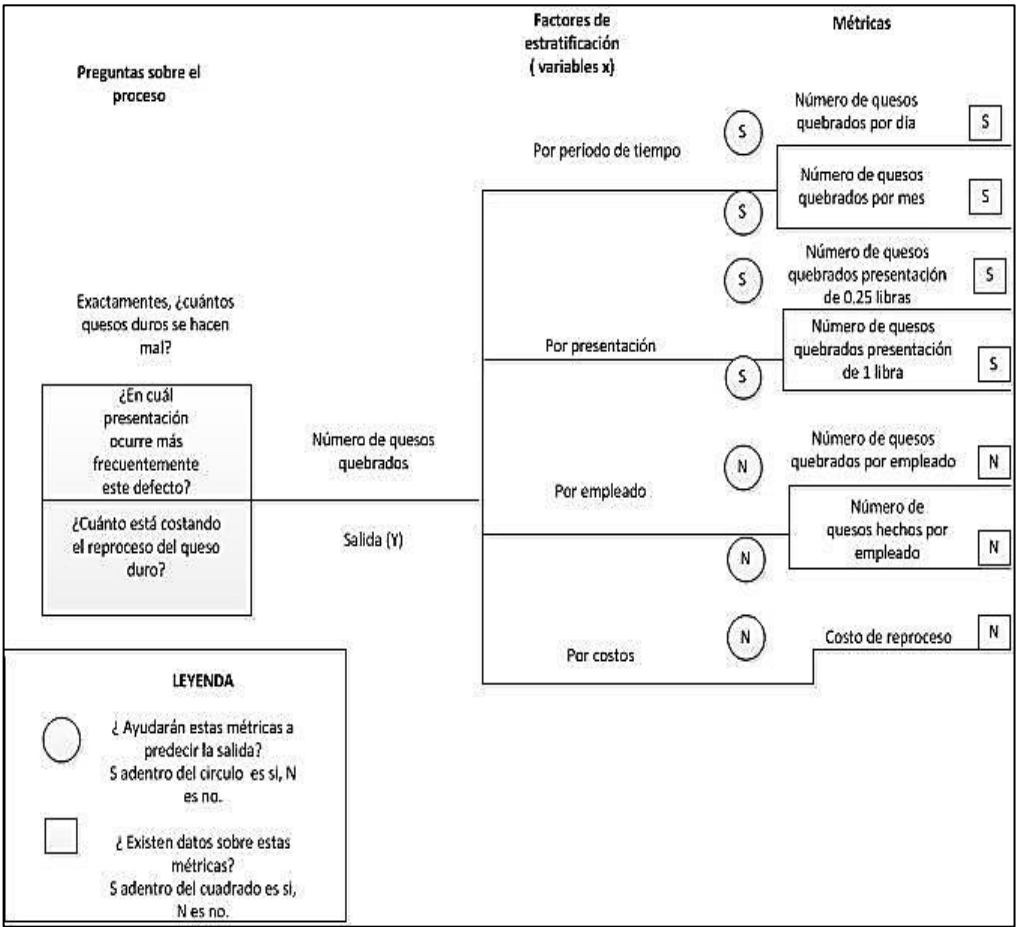 Factores de
estratificación
( variables x)
Métricas
Preguntas sobre el
proceso
Por período de tiempo
S
Número de quesos
quebrados por día
S
S
Número de quesos
quebrados por mes
S
Exactamentes, ¿cuántos
quesos duros se hacen
mal?
¿En cuál
presentación
ocurre más
frecuentemente
este defecto?
¿Cuánto está costando
el reproceso del queso
duro?
Número de quesos
quebrados
Salida (Y)
Por presentación
S
Número de quesos
quebrados presentación
de 0.25 libras
S
S
Número de quesos
quebrados presentación
de 1 libra
S
Por empleado
N
Número de quesos
quebrados por empleado
N
N
Número de
quesos hechos por
empleado
N
Por costos
N
Costo de reproceso
N
LEYENDA
¿ Ayudarán estas métricas a
predecir la salida?
S adentro del circulo es si, N
es no.
¿ Existen datos sobre estas
métricas?
S adentro del cuadrado es si,
N es no.